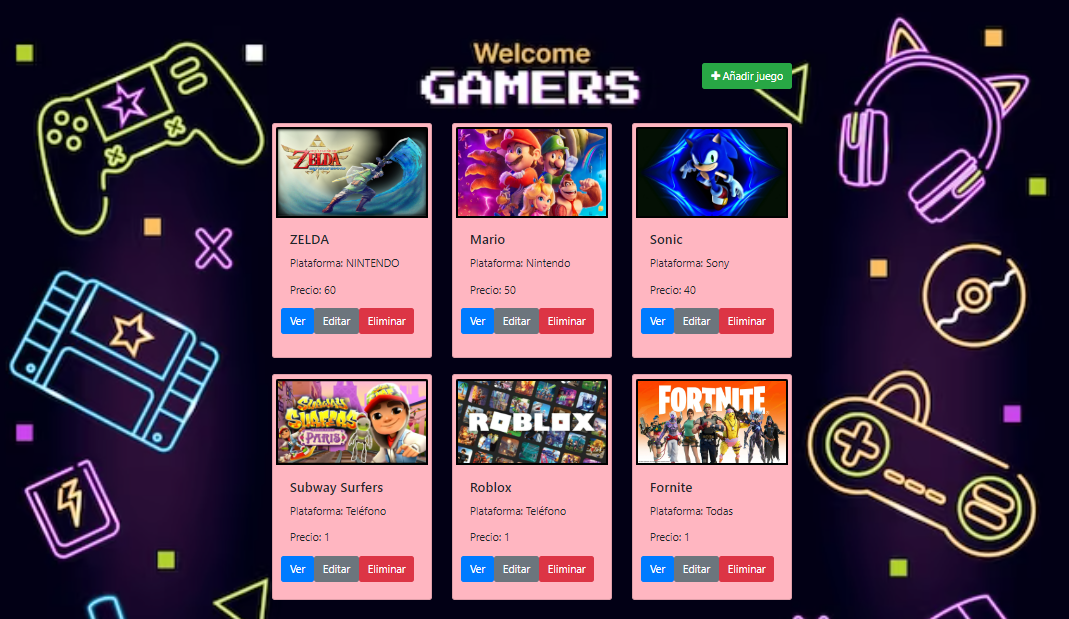 Welcome
GAMERS
Añadir juego
ZELDA
ZELDA
Plataforma: NINTENDO
Precio: 60
Ver Editar Eliminar
Mario
Plataforma: Nintendo
Precio: 50
Ver Editar Eliminar
Sonic
Plataforma: Sony
Precio: 40
Ver Editar Eliminar
SUBWAY
SURFERS
PARIS
Subway Surfers
Plataforma: Teléfono
Precio: 1
Ver Editar Eliminar
ROBLOX
Roblox
Plataforma: Teléfono
Precio: 1
Ver Editar Eliminar
FORTNITE
Fornite
Plataforma: Todas
Precio: 1
Ver Editar Eliminar